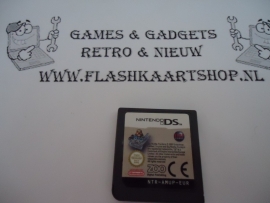 GAMES & GADGETS
RETRO & NIEUW
WWW.FLASHKAARTSHOP.NL
NINTENDO DS